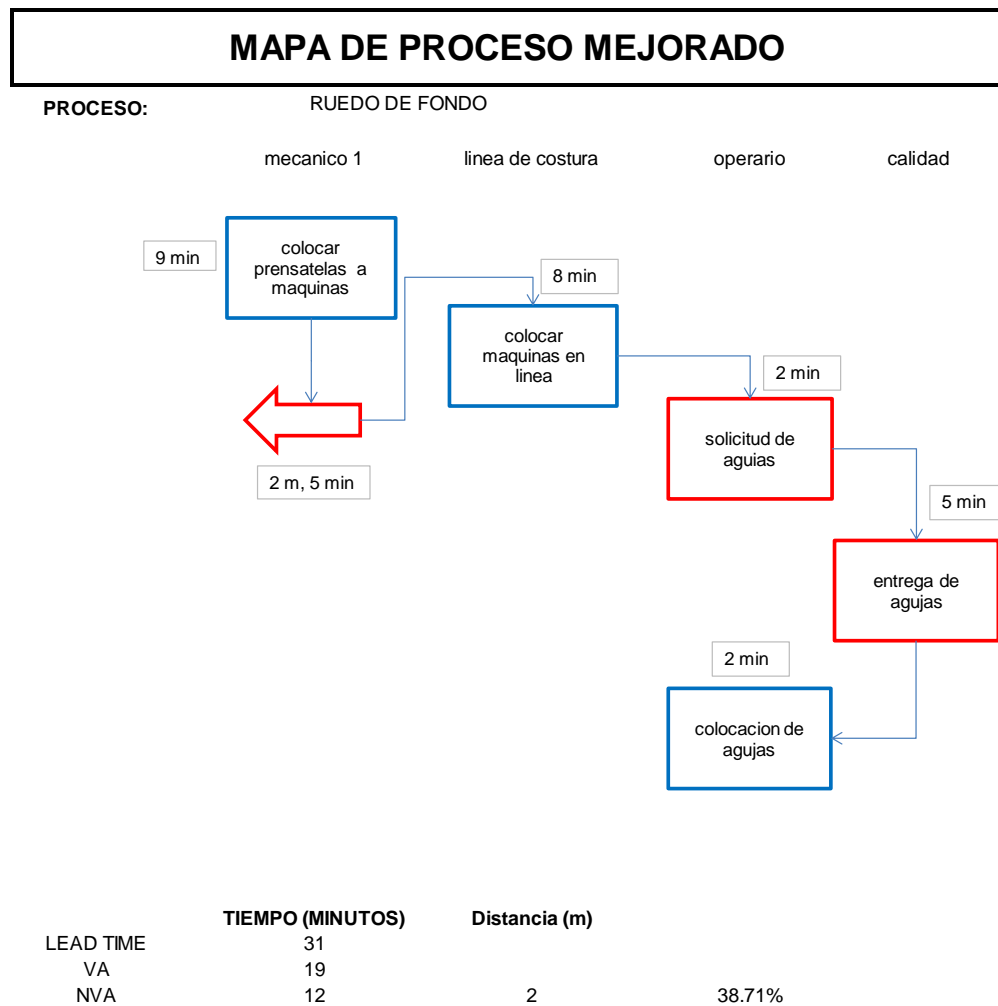 MAPA DE PROCESO MEJORADO
PROCESO: RUEDO DE FONDO
mecanico 1 linea de costura operario calidad
9 min
colocar
prensatelas a
maquinas
8 min
colocar
maquinas en
linea
2 min
solicitud de
aguias
2 m, 5 min
5 min
entrega de
agujas
2 min
colocacion de
agujas
TIEMPO (MINUTOS) Distancia (m)
LEAD TIME 31
VA 19
NVA 12 2 38.71%